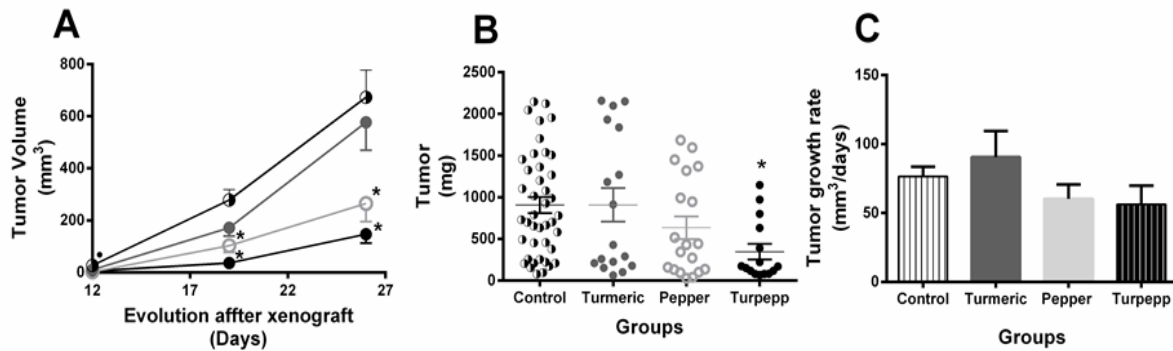 A
Tumor Volume
(mm3)
800
600
400
200
0
12
17
22
27
*
*
*
*
Evolution affter xenograft
(Days)
B
Tumor
(mg)
2500
2000
1500
1000
500
0
*
Control Turmeric Pepper Turpepp
Groups
C
Tumor growth rate
(mm3/days)
150
100
50
0
Control Turmeric Pepper Turpepp
Groups